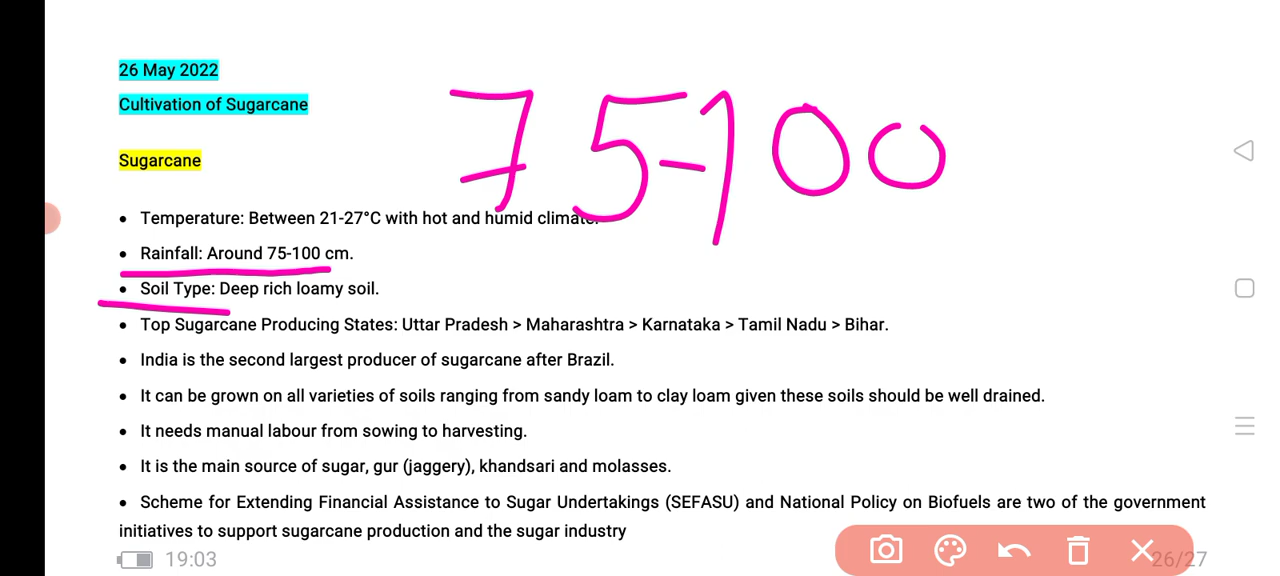 26 May 2022
Cultivation of Sugarcane
75-100
Sugarcane
• Temperature: Between 21-27°C with hot and humid climate.
• Rainfall: Around 75-100 cm.
• Soil Type: Deep rich loamy soil.
• Top Sugarcane Producing States: Uttar Pradesh > Maharashtra > Karnataka > Tamil Nadu > Bihar.
• India is the second largest producer of sugarcane after Brazil.
• It can be grown on all varieties of soils ranging from sandy loam to clay loam given these soils should be well drained.
• It needs manual labour from sowing to harvesting.
• It is the main source of sugar, gur (jaggery), khandsari and molasses.
• Scheme for Extending Financial Assistance to Sugar Undertakings (SEFASU) and National Policy on Biofuels are two of the government
initiatives to support sugarcane production and the sugar industry
19:03
26/27